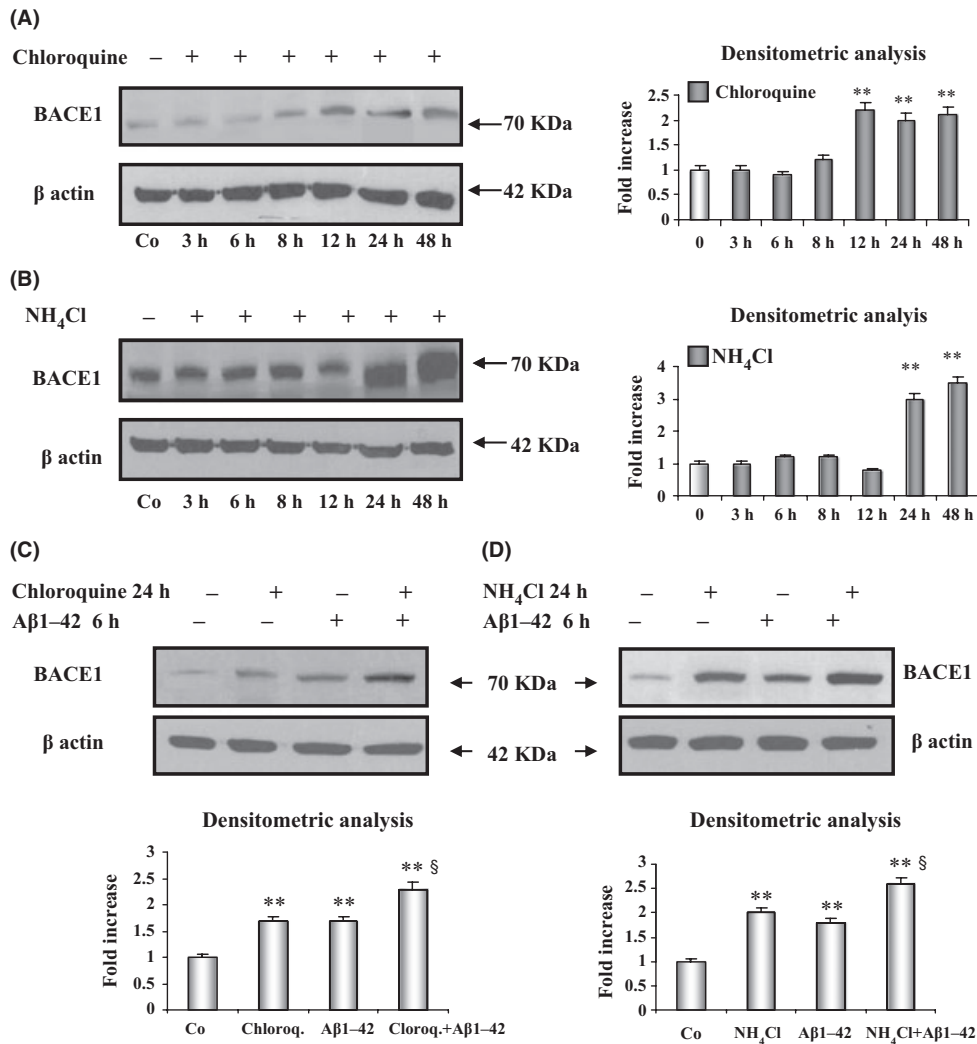 (A)
Chloroquine – + + + + + +
BACE1
70 KDa
β actin
42 KDa
Co 3 h 6 h 8 h 12 h 24 h 48 h
Densitometric analysis
Chloroquine
Fold increase
2.5
2
1.5
1
0.5
0
** ** **
0 3 h 6 h 8 h 12 h 24 h 48 h
(B)
NH₄Cl – + + + + + +
BACE1
70 KDa
β actin
42 KDa
Co 3 h 6 h 8 h 12 h 24 h 48 h
Densitometric analyis
NH₄Cl
Fold increase
4
3
2
1
0
** **
0 3 h 6 h 8 h 12 h 24 h 48 h
(C)
Chloroquine 24 h – + – +
Aβ1–42 6 h – – + +
BACE1
70 KDa
β actin
42 KDa
Densitometric analysis
Fold increase
3
2.5
2
1.5
1
0.5
0
** ** ** §
Co Chloroq. Aβ1–42 Cloroq.+Aβ1–42
(D)
NH₄Cl 24 h – + – +
Aβ1–42 6 h – – + +
BACE1
β actin
Densitometric analysis
Fold increase
3
2.5
2
1.5
1
0.5
0
** ** ** §
Co NH₄Cl Aβ1–42 NH₄Cl+Aβ1–42